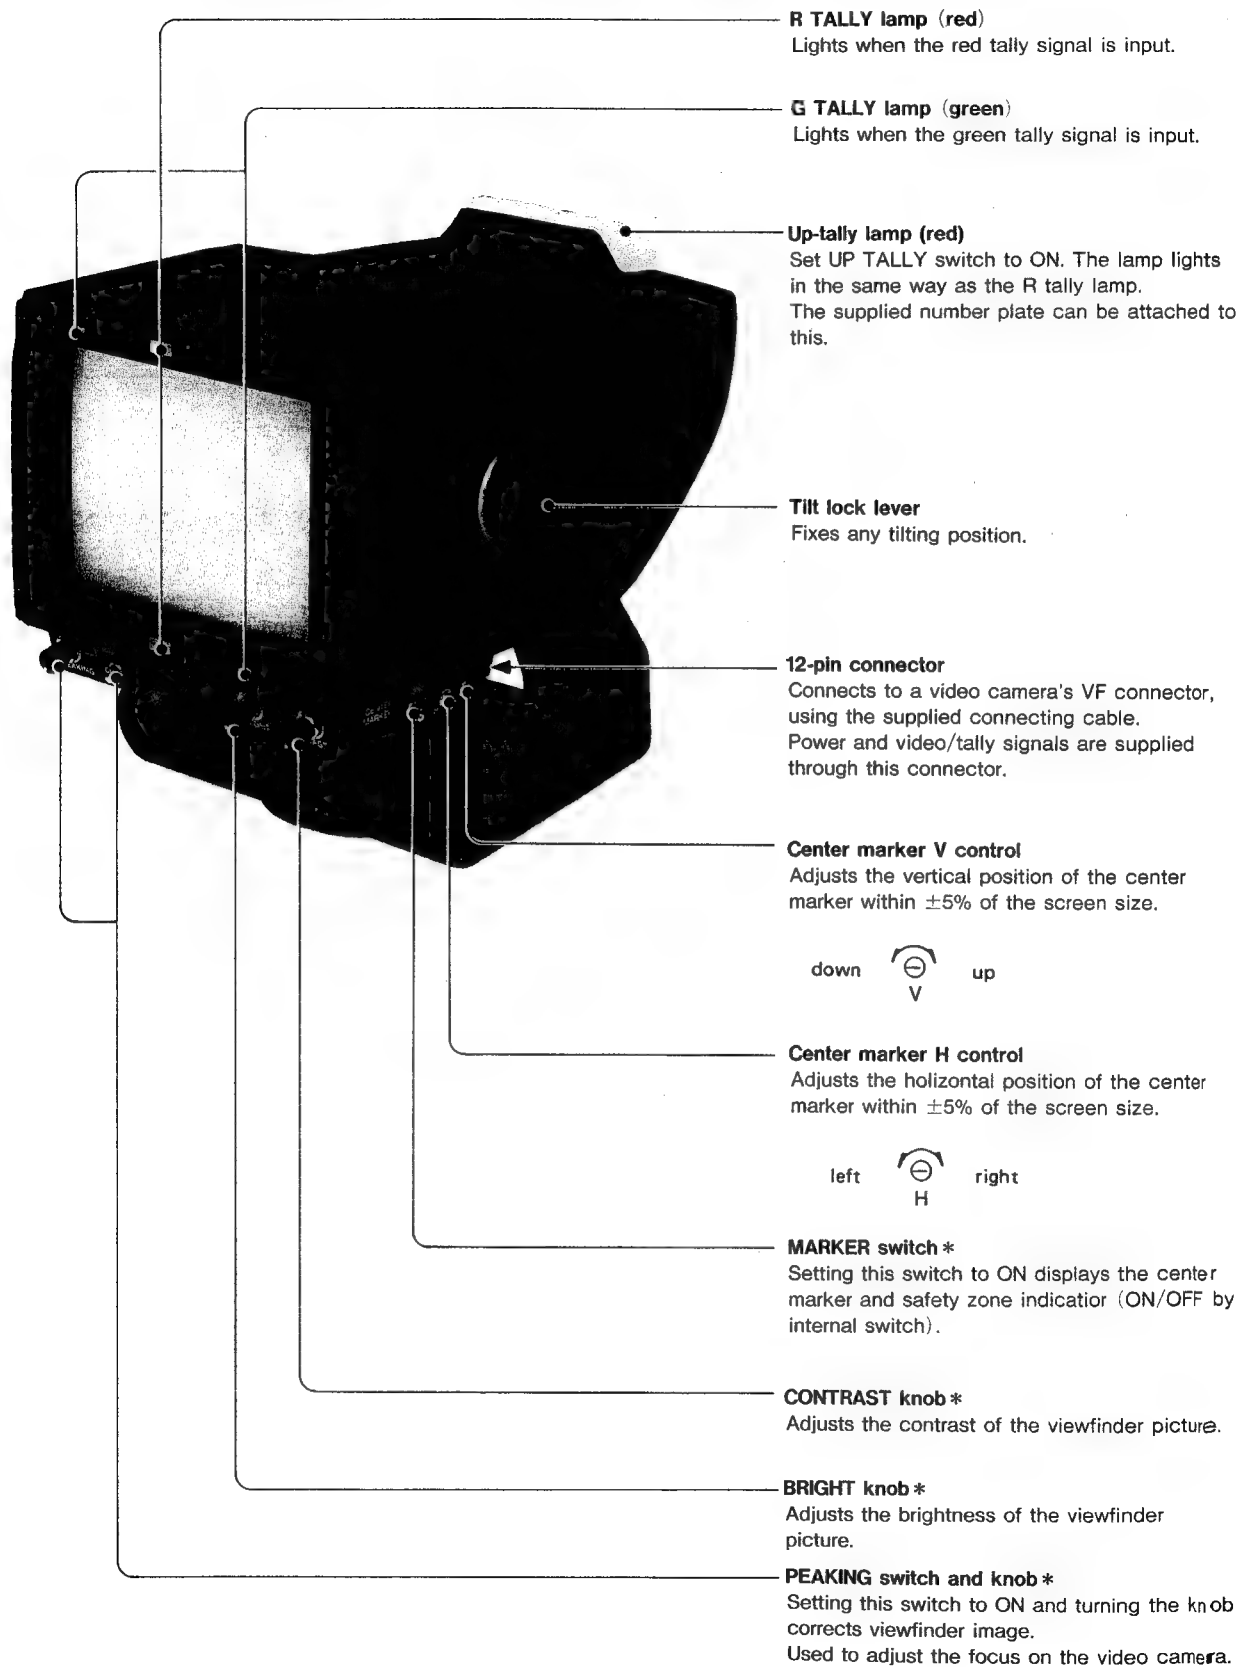 R TALLY lamp (red)
Lights when the red tally signal is input.
G TALLY lamp (green)
Lights when the green tally signal is input.
Up-tally lamp (red)
Set UP TALLY switch to ON. The lamp lights
in the same way as the R tally lamp.
The supplied number plate can be attached to
this.
Tilt lock lever
Fixes any tilting position.
12-pin connector
Connects to a video camera's VF connector,
using the supplied connecting cable.
Power and video/tally signals are supplied
through this connector.
Center marker V control
Adjusts the vertical position of the center
marker within ±5% of the screen size.
down up
V
Center marker H control
Adjusts the holizontal position of the center
marker within ±5% of the screen size.
left right
H
MARKER switch *
Setting this switch to ON displays the center
marker and safety zone indicatior (ON/OFF by
internal switch).
CONTRAST knob *
Adjusts the contrast of the viewfinder picture.
BRIGHT knob *
Adjusts the brightness of the viewfinder
picture.
PEAKING switch and knob *
Setting this switch to ON and turning the knob
corrects viewfinder image.
Used to adjust the focus on the video camera.